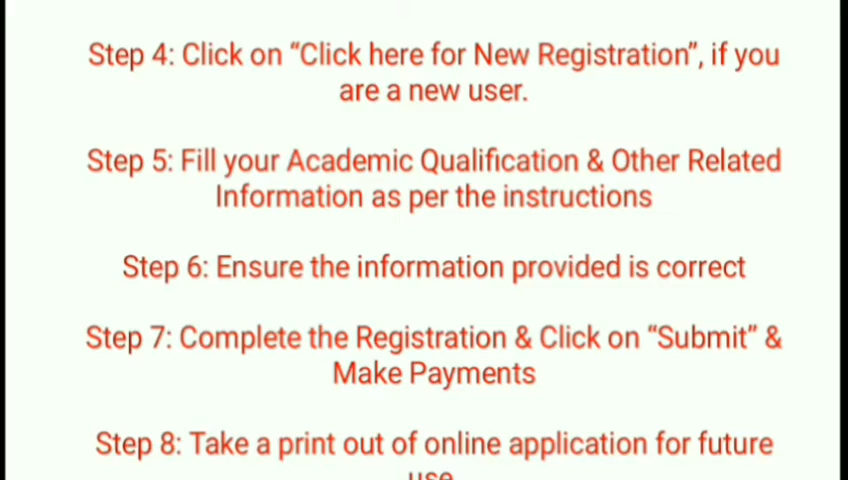 Step 4: Click on “Click here for New Registration”, if you
are a new user.
Step 5: Fill your Academic Qualification & Other Related
Information as per the instructions
Step 6: Ensure the information provided is correct
Step 7: Complete the Registration & Click on “Submit” &
Make Payments
Step 8: Take a print out of online application for future
use